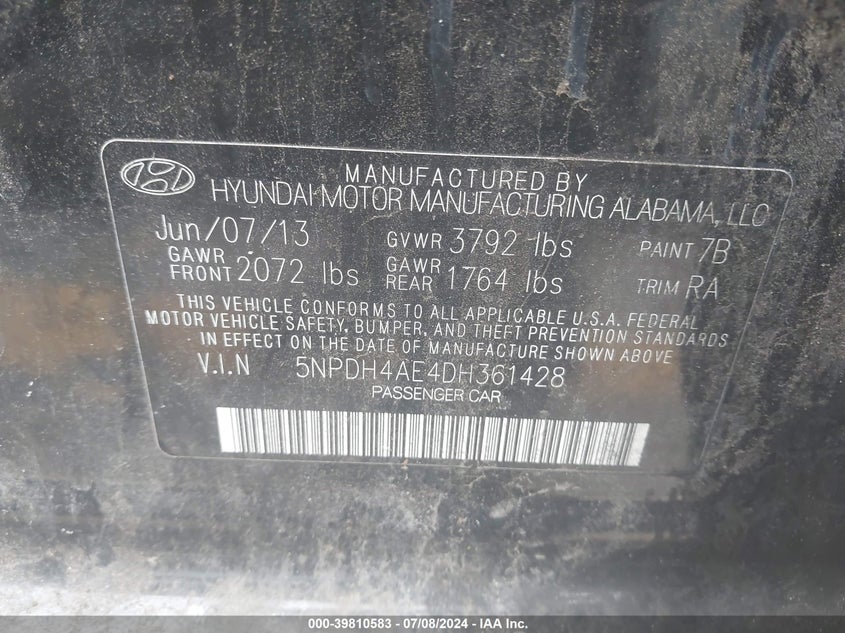 MANUFACTURED BY
HYUNDAI MOTOR MANUFACTURING ALABAMA, LLC
Jun/07/13 GVWR 3792 lbs PAINT 7B
GAWR FRONT 2072 lbs GAWR REAR 1764 lbs TRIM RA
THIS VEHICLE CONFORMS TO ALL APPLICABLE U.S.A. FEDERAL
MOTOR VEHICLE SAFETY, BUMPER, AND THEFT PREVENTION STANDARDS
IN EFFECT ON THE DATE OF MANUFACTURE SHOWN ABOVE
V.I.N 5NPDH4AE4DH361428
PASSENGER CAR
000-39810583 - 07/08/2024 - IAA Inc.